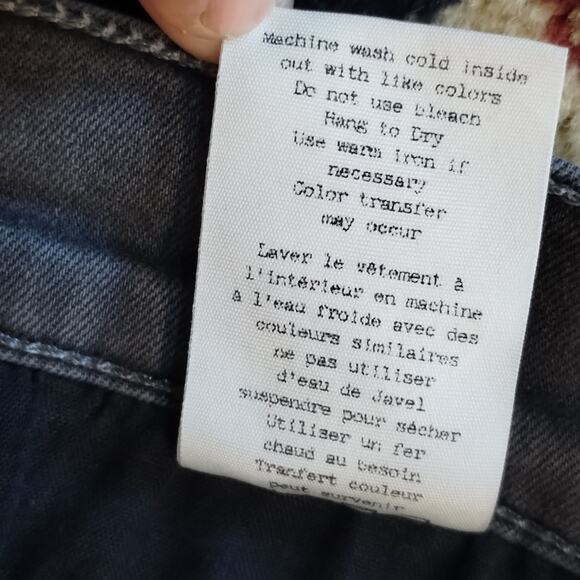 Machine wash cold inside
out with like colors
Do not use bleach
Hang to Dry
Use warm iron if
necessary
Color transfer
may occur
Laver le vêtement à
l'intérieur en machine
à l'eau froide avec des
couleurs similaires
ne pas utiliser
d'eau de Javel
suspendre pour sécher
Utiliser un fer
chaud au besoin
Tranfert couleur
peut survenir